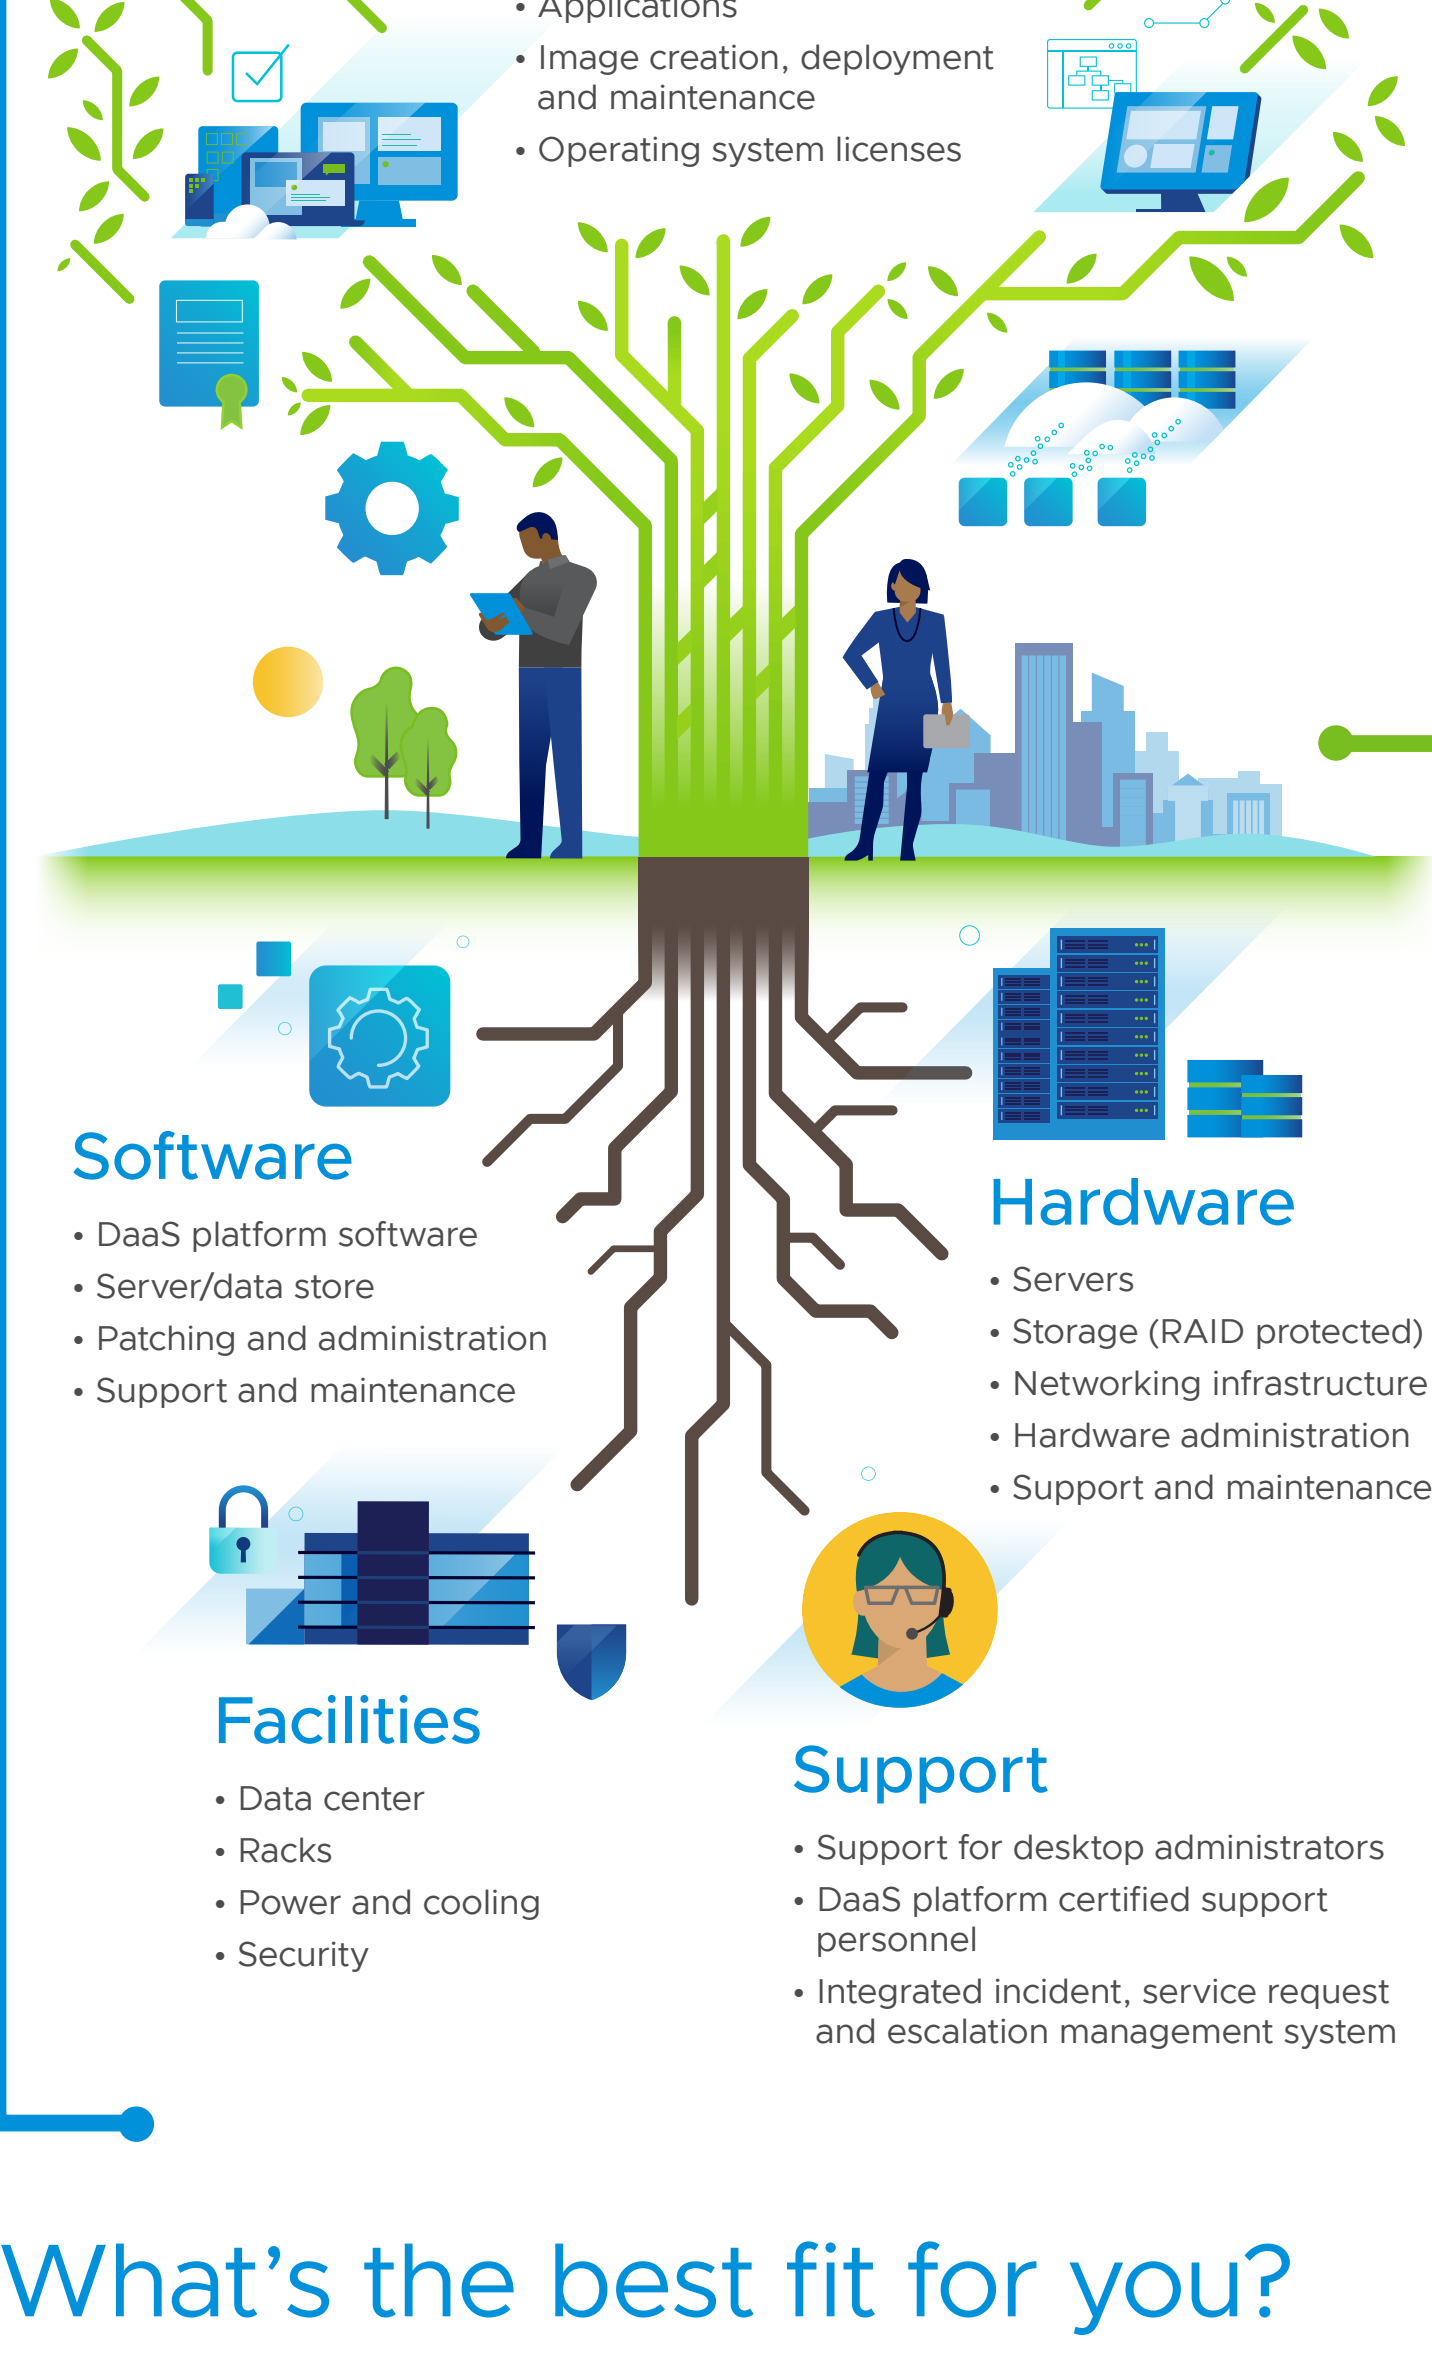 • Applications
• Image creation, deployment
and maintenance
• Operating system licenses
Software
• DaaS platform software
• Server/data store
• Patching and administration
• Support and maintenance
Hardware
• Servers
• Storage (RAID protected)
• Networking infrastructure
• Hardware administration
• Support and maintenance
Facilities
• Data center
• Racks
• Power and cooling
• Security
Support
• Support for desktop administrators
• DaaS platform certified support
personnel
• Integrated incident, service request
and escalation management system
What’s the best fit for you?